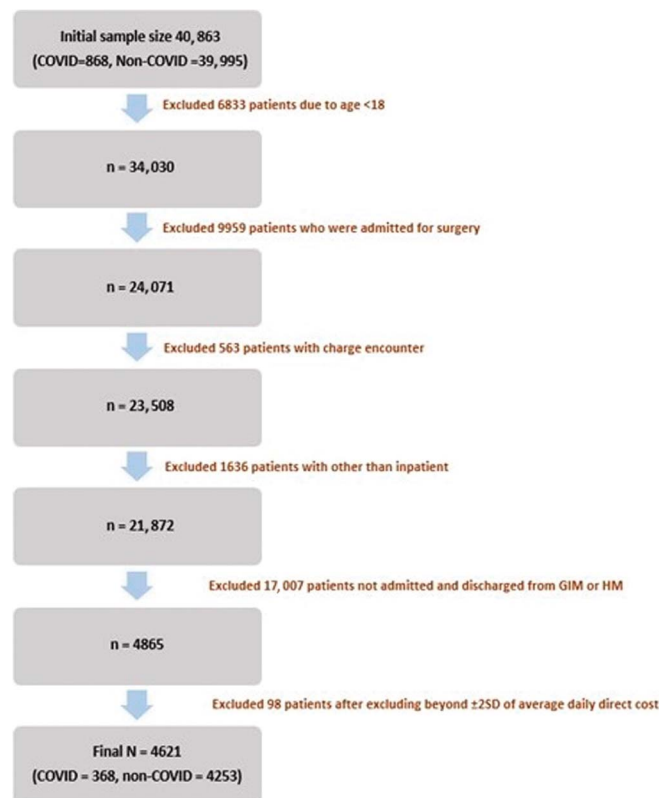 Initial sample size 40,863
(COVID=868, Non-COVID =39,995)
Excluded 6833 patients due to age <18
n = 34,030
Excluded 9959 patients who were admitted for surgery
n = 24,071
Excluded 563 patients with charge encounter
n = 23,508
Excluded 1636 patients with other than inpatient
n = 21,872
Excluded 17,007 patients not admitted and discharged from GIM or HM
n = 4865
Excluded 98 patients after excluding beyond ±2SD of average daily direct cost
Final N = 4621
(COVID = 368, non-COVID = 4253)